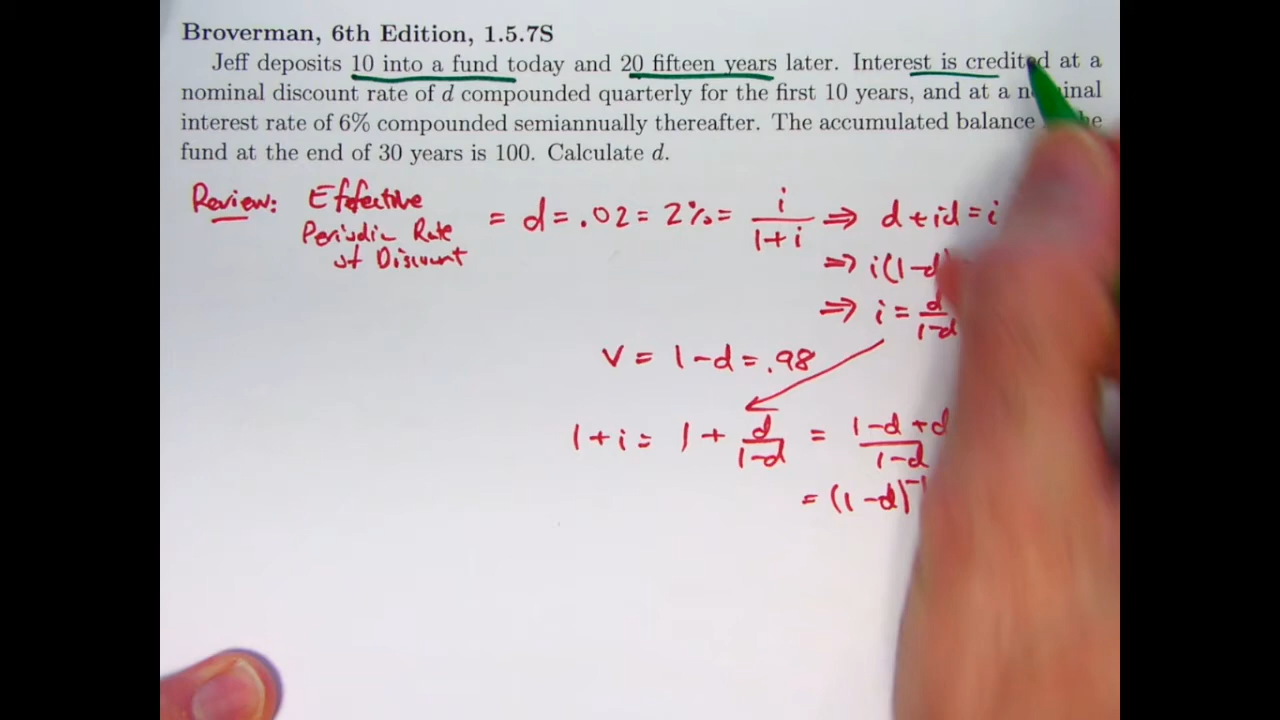 Broverman, 6th Edition, 1.5.7S
Jeff deposits 10 into a fund today and 20 fifteen years later. Interest is credited at a
nominal discount rate of d compounded quarterly for the first 10 years, and at a nominal
interest rate of 6% compounded semiannually thereafter. The accumulated balance
fund at the end of 30 years is 100. Calculate d.
Review: Effective
Periodic Rate
of Discount
= d = .02 = 2% = i/(1+i) ⇒ d + id = i
⇒ i(1-d)
⇒ i = d/(1-d)
v = 1-d = .98
1+i = 1 + d/(1-d) = (1-d+d)/(1-d)
= (1-d)^-1